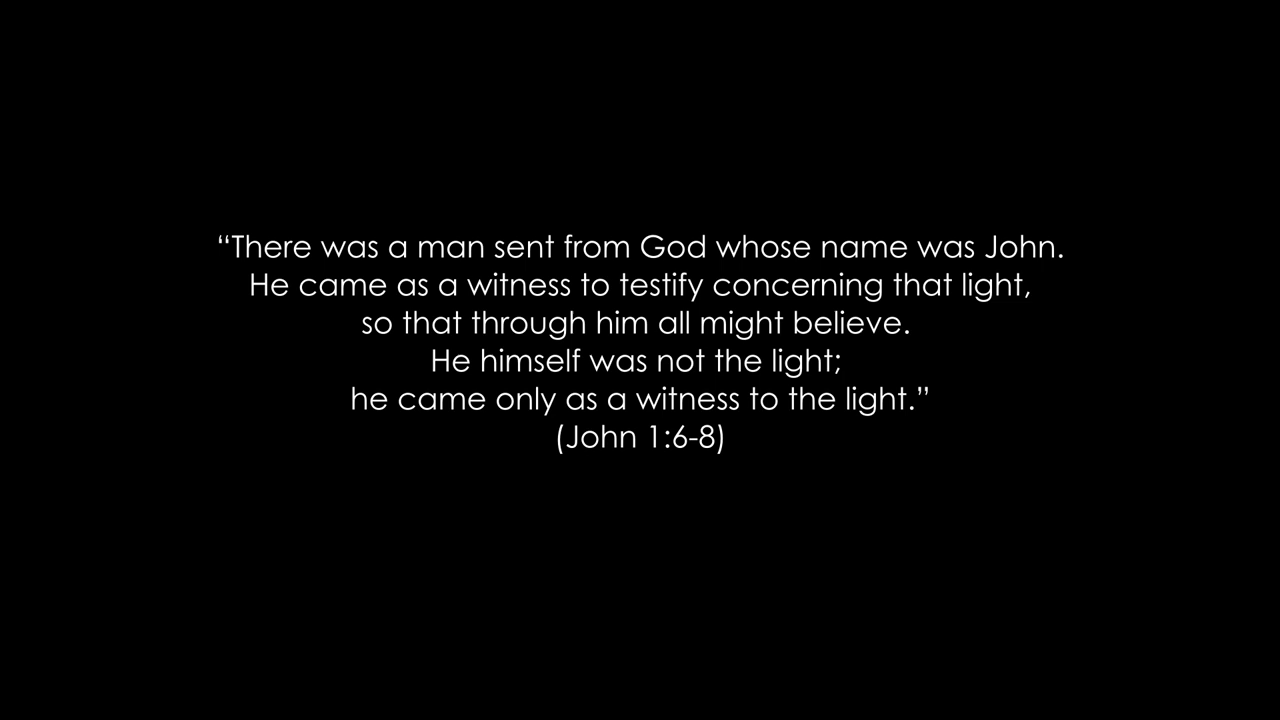 “There was a man sent from God whose name was John.
He came as a witness to testify concerning that light,
so that through him all might believe.
He himself was not the light;
he came only as a witness to the light.”
(John 1:6-8)